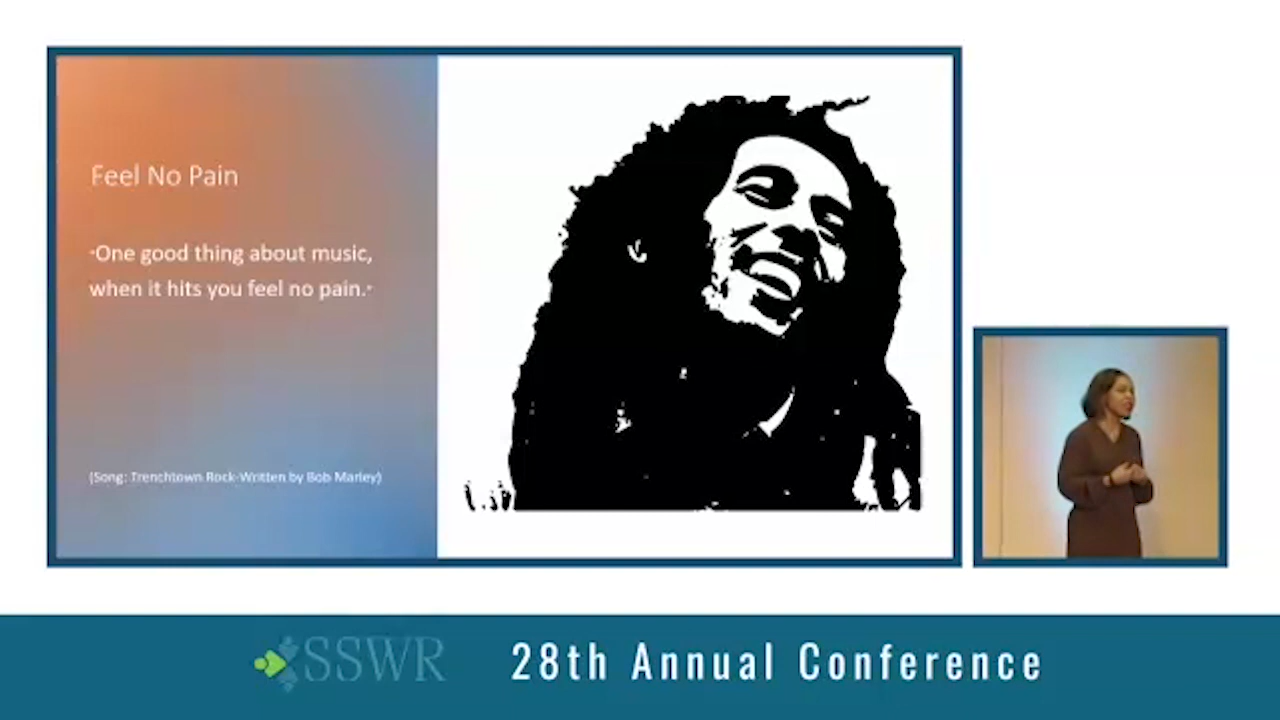 Feel No Pain
"One good thing about music,
when it hits you feel no pain."
(Song: Trenchtown Rock-Written by Bob Marley)
SSWR
28th Annual Conference